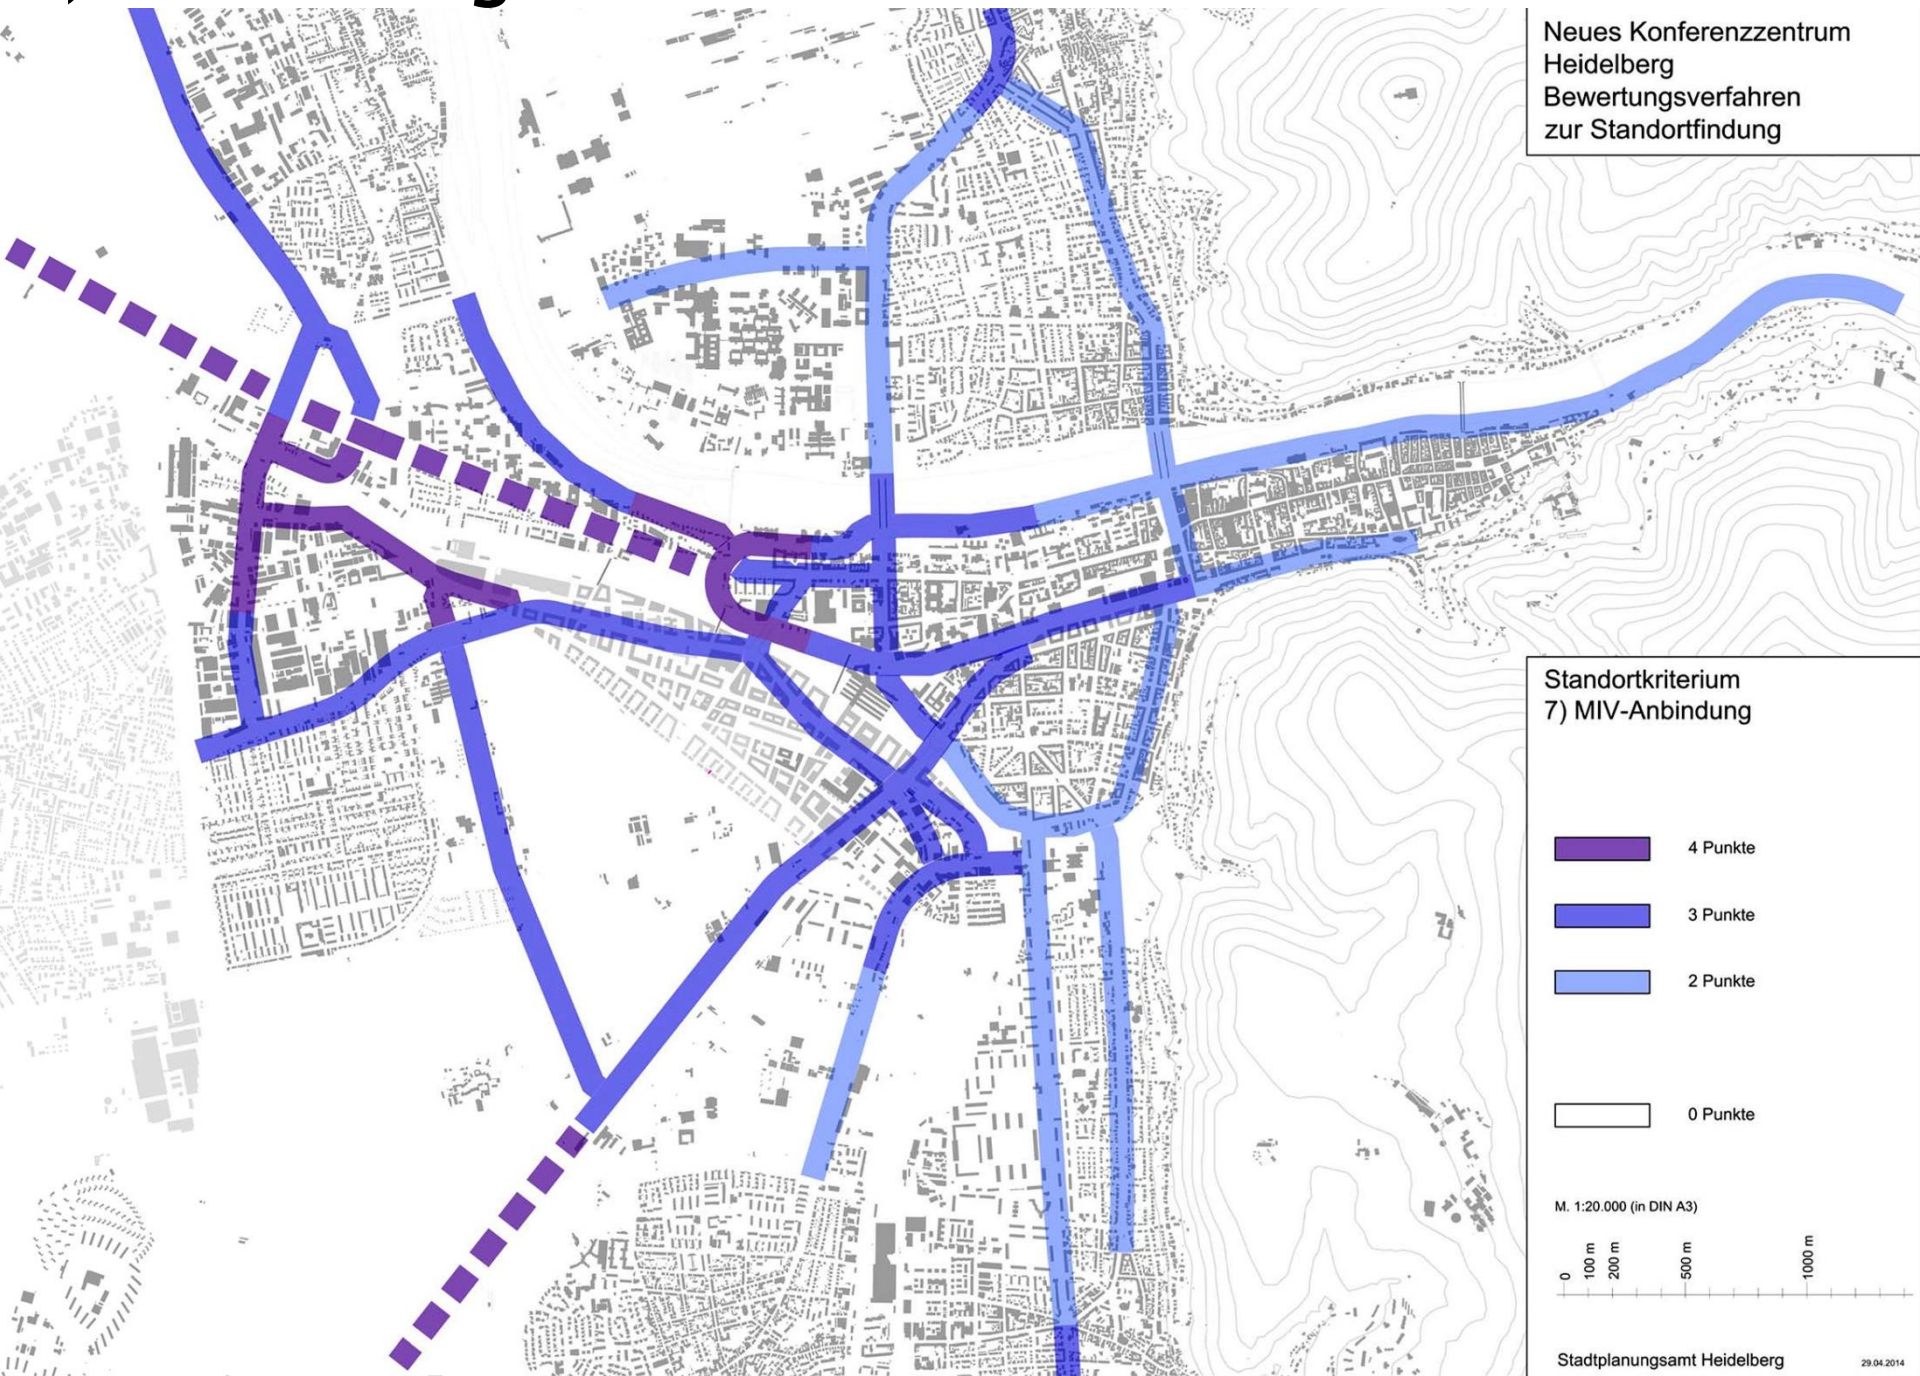 Neues Konferenzzentrum
Heidelberg
Bewertungsverfahren
zur Standortfindung
Standortkriterium
7) MIV-Anbindung
4 Punkte
3 Punkte
2 Punkte
0 Punkte
M. 1:20.000 (in DIN A3)
0 100 m 200 m 500 m 1000 m
Stadtplanungsamt Heidelberg
29.04.2014